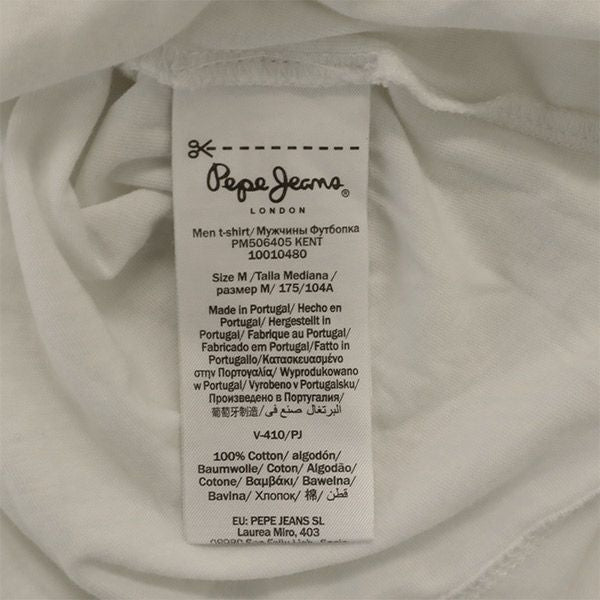 Pepe Jeans®
LONDON
Men t-shirt/ Мужчины Футболка
PM506405 KENT
10010480
Size M /Talla Mediana /
размер M/ 175/104A
Made in Portugal/ Hecho en
Portugal/ Hergestellt in
Portugal/ Fabrique au Portugal/
Fabricado em Portugal/Fatto in
Portugallo/Κατασκευασμένο
στην Πορτογαλία/ Wyprodukowano
w Portugal/ Vyrobeno v Portugalsku/
Произведено в Португалии/
葡萄牙制造/ البرتغال صنع في/
V-410/PJ
100% Cotton/ algodón/
Baumwolle/ Coton/ Algodão/
Cotone/ Βαμβάκι/ Bawelna/
Bavlna/ Хлопок/ 棉/ قطن
EU: PEPE JEANS SL
Laurea Miro, 403